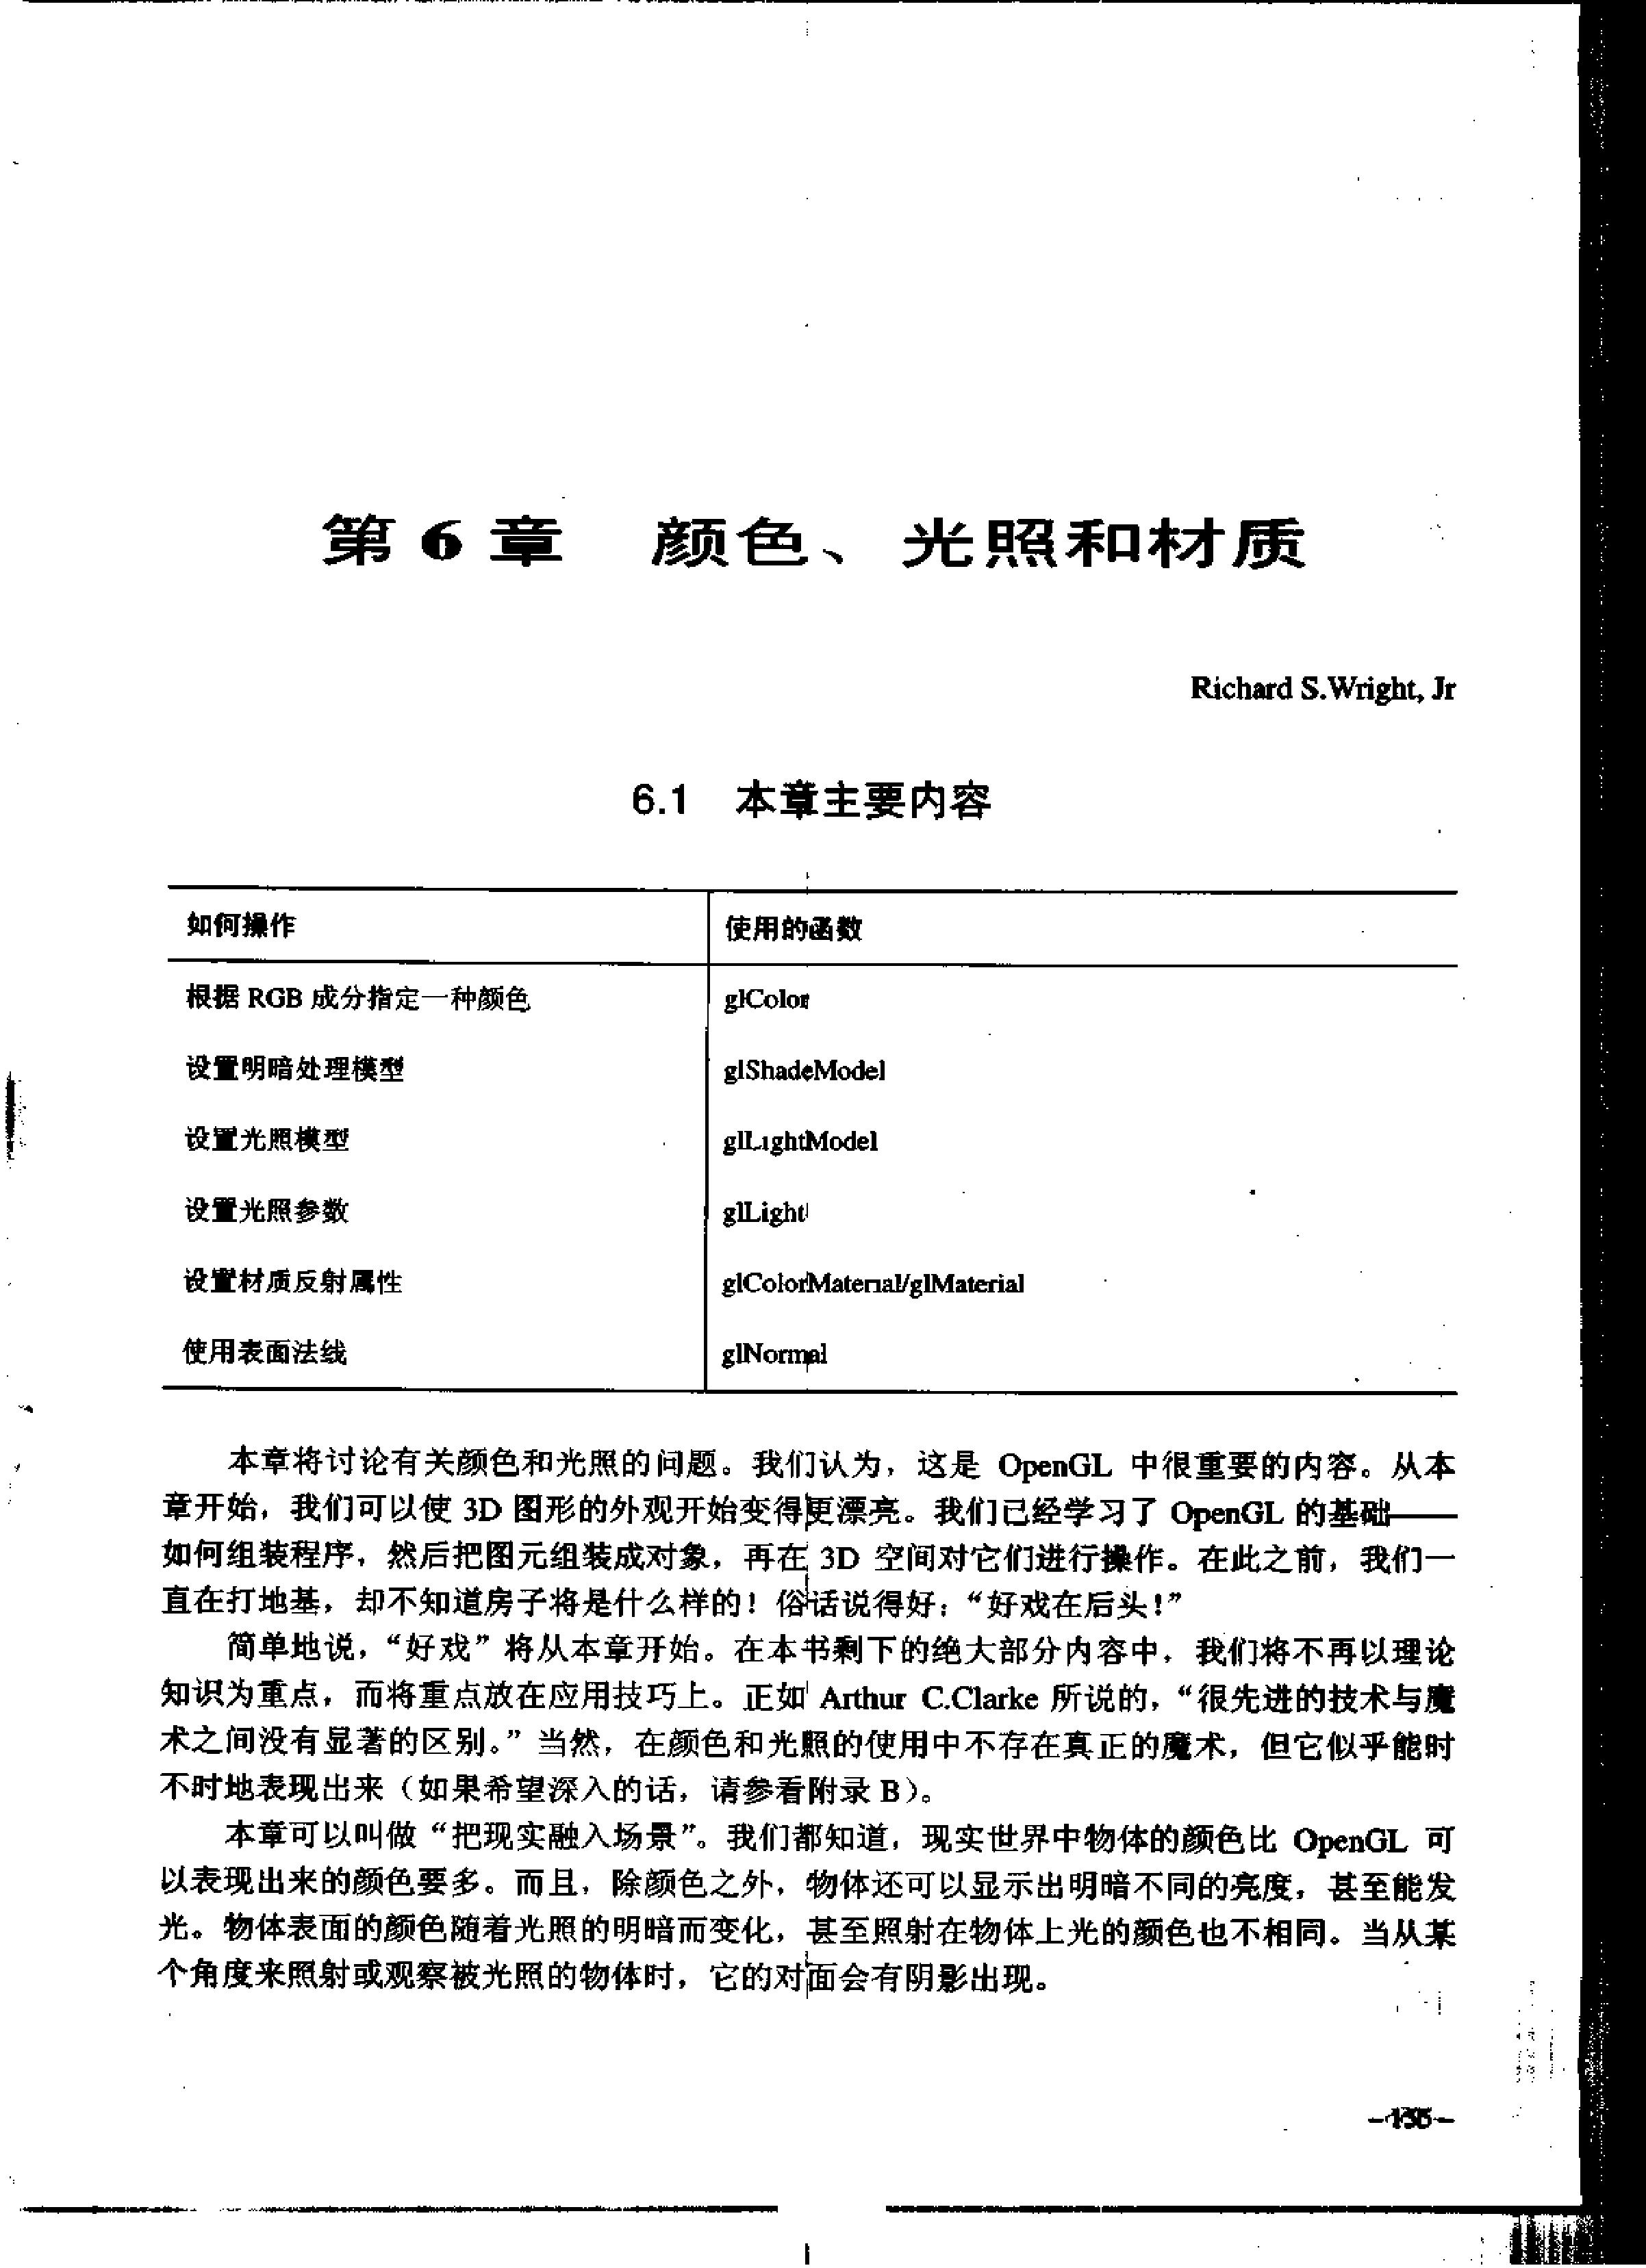 第 6 章　颜色、光照和材质
Richard S.Wright, Jr
6.1　本章主要内容
如何操作　使用的函数
根据 RGB 成分指定一种颜色　glColor
设置明暗处理模型　glShadeModel
设置光照模型　glLightModel
设置光照参数　glLight
设置材质反射属性　glColorMaterial/glMaterial
使用表面法线　glNormal
本章将讨论有关颜色和光照的问题。我们认为，这是 OpenGL 中很重要的内容。从本
章开始，我们可以使 3D 图形的外观开始变得更漂亮。我们已经学习了 OpenGL 的基础——
如何组装程序，然后把图元组装成对象，再在 3D 空间对它们进行操作。在此之前，我们一
直在打地基，却不知道房子将是什么样的！俗话说得好：“好戏在后头！”
简单地说，“好戏”将从本章开始。在本书剩下的绝大部分内容中，我们将不再以理论
知识为重点，而将重点放在应用技巧上。正如 Arthur C.Clarke 所说的，“很先进的技术与魔
术之间没有显著的区别。”当然，在颜色和光照的使用中不存在真正的魔术，但它似乎能时
不时地表现出来（如果希望深入的话，请参看附录 B）。
本章可以叫做“把现实融入场景”。我们都知道，现实世界中物体的颜色比 OpenGL 可
以表现出来的颜色要多。而且，除颜色之外，物体还可以显示出明暗不同的亮度，甚至能发
光。物体表面的颜色随着光照的明暗而变化，甚至照射在物体上光的颜色也不相同。当从某
个角度来照射或观察被光照的物体时，它的对面会有阴影出现。